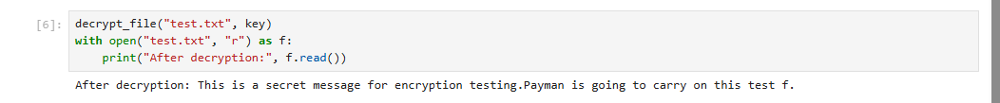 [6]: decrypt_file("test.txt", key)
with open("test.txt", "r") as f:
    print("After decryption:", f.read())
After decryption: This is a secret message for encryption testing.Payman is going to carry on this test f.